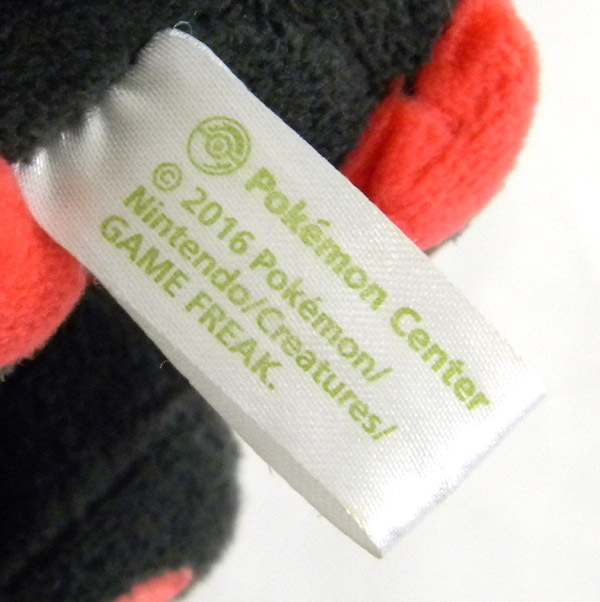 Pokémon Center
© 2016 Pokémon/
Nintendo/Creatures/
GAME FREAK.